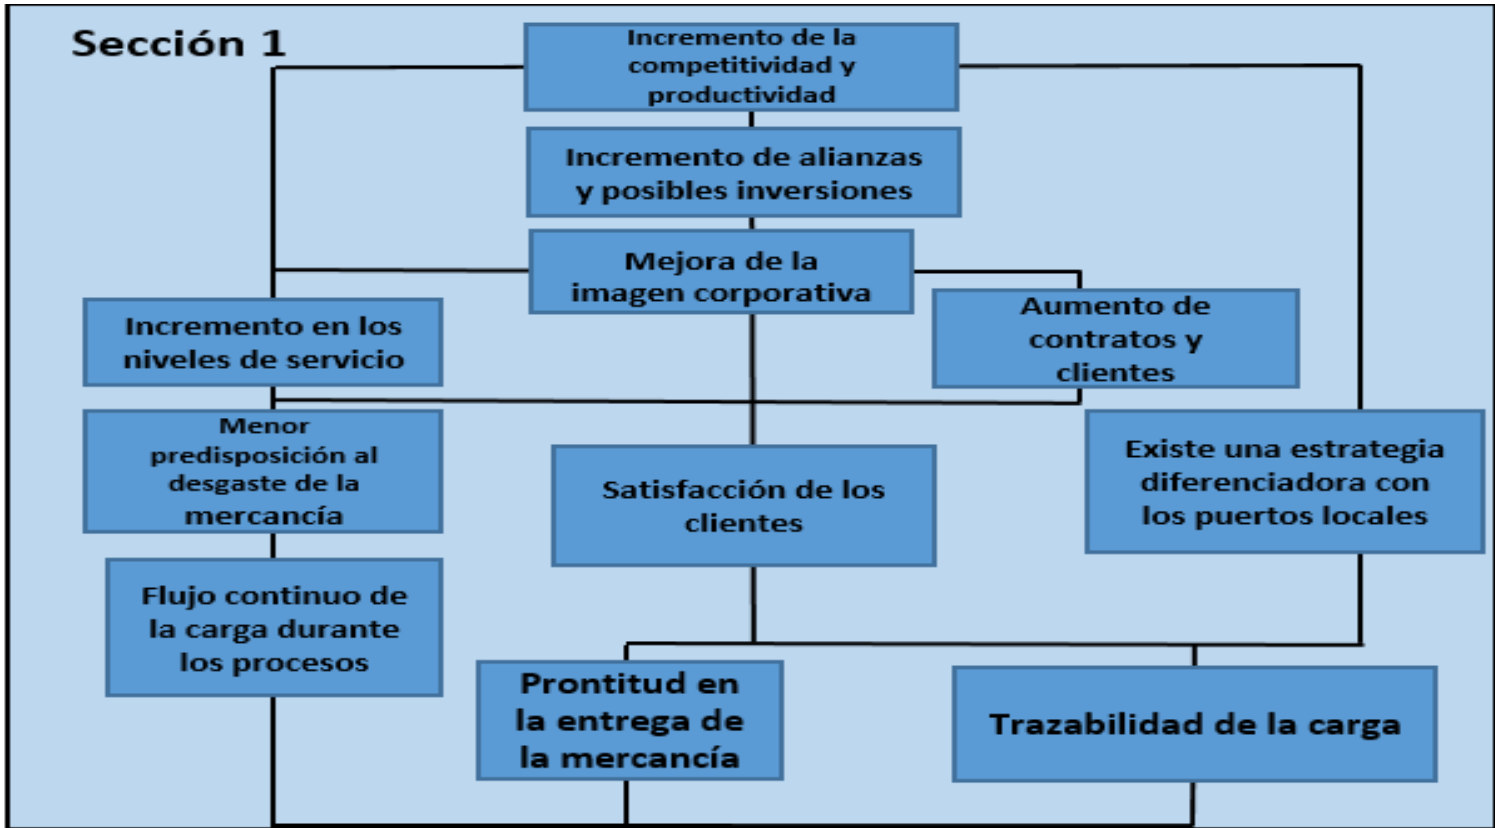 Sección 1
Incremento de la
competitividad y
productividad
Incremento de alianzas
y posibles inversiones
Mejora de la
imagen corporativa
Incremento en los
niveles de servicio
Aumento de
contratos y
clientes
Menor
predisposición al
desgaste de la
mercancía
Satisfacción de los
clientes
Existe una estrategia
diferenciadora con
los puertos locales
Flujo continuo de
la carga durante
los procesos
Prontitud en
la entrega de
la mercancía
Trazabilidad de la carga